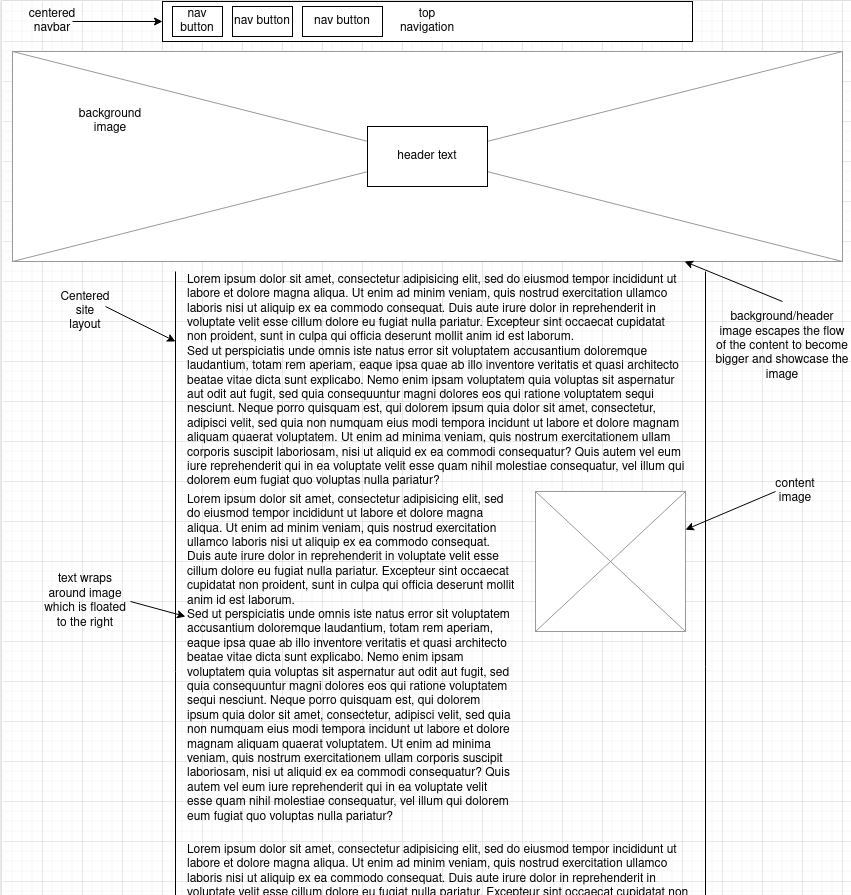 centered
navbar
nav
button
nav button
nav button
top
navigation
background
image
header text
Centered
site
layout
Lorem ipsum dolor sit amet, consectetur adipisicing elit, sed do eiusmod tempor incididunt ut
labore et dolore magna aliqua. Ut enim ad minim veniam, quis nostrud exercitation ullamco
laboris nisi ut aliquip ex ea commodo consequat. Duis aute irure dolor in reprehenderit in
voluptate velit esse cillum dolore eu fugiat nulla pariatur. Excepteur sint occaecat cupidatat
non proident, sunt in culpa qui officia deserunt mollit anim id est laborum.
Sed ut perspiciatis unde omnis iste natus error sit voluptatem accusantium doloremque
laudantium, totam rem aperiam, eaque ipsa quae ab illo inventore veritatis et quasi architecto
beatae vitae dicta sunt explicabo. Nemo enim ipsam voluptatem quia voluptas sit aspernatur
aut odit aut fugit, sed quia consequuntur magni dolores eos qui ratione voluptatem sequi
nesciunt. Neque porro quisquam est, qui dolorem ipsum quia dolor sit amet, consectetur,
adipisci velit, sed quia non numquam eius modi tempora incidunt ut labore et dolore magnam
aliquam quaerat voluptatem. Ut enim ad minima veniam, quis nostrum exercitationem ullam
corporis suscipit laboriosam, nisi ut aliquid ex ea commodi consequatur? Quis autem vel eum
iure reprehenderit qui in ea voluptate velit esse quam nihil molestiae consequatur, vel illum qui
dolorem eum fugiat quo voluptas nulla pariatur?
background/header
image escapes the flow
of the content to become
bigger and showcase the
image
Lorem ipsum dolor sit amet, consectetur adipisicing elit, sed
do eiusmod tempor incididunt ut labore et dolore magna
aliqua. Ut enim ad minim veniam, quis nostrud exercitation
ullamco laboris nisi ut aliquip ex ea commodo consequat.
Duis aute irure dolor in reprehenderit in voluptate velit esse
cillum dolore eu fugiat nulla pariatur. Excepteur sint occaecat
cupidatat non proident, sunt in culpa qui officia deserunt mollit
anim id est laborum.
Sed ut perspiciatis unde omnis iste natus error sit voluptatem
accusantium doloremque laudantium, totam rem aperiam,
eaque ipsa quae ab illo inventore veritatis et quasi architecto
beatae vitae dicta sunt explicabo. Nemo enim ipsam
voluptatem quia voluptas sit aspernatur aut odit aut fugit, sed
quia consequuntur magni dolores eos qui ratione voluptatem
sequi nesciunt. Neque porro quisquam est, qui dolorem
ipsum quia dolor sit amet, consectetur, adipisci velit, sed quia
non numquam eius modi tempora incidunt ut labore et dolore
magnam aliquam quaerat voluptatem. Ut enim ad minima
veniam, quis nostrum exercitationem ullam corporis suscipit
laboriosam, nisi ut aliquid ex ea commodi consequatur? Quis
autem vel eum iure reprehenderit qui in ea voluptate velit
esse quam nihil molestiae consequatur, vel illum qui dolorem
eum fugiat quo voluptas nulla pariatur?
content
image
text wraps
around image
which is floated
to the right
Lorem ipsum dolor sit amet, consectetur adipisicing elit, sed do eiusmod tempor incididunt ut
labore et dolore magna aliqua. Ut enim ad minim veniam, quis nostrud exercitation ullamco
laboris nisi ut aliquip ex ea commodo consequat. Duis aute irure dolor in reprehenderit in
voluptate velit esse cillum dolore eu fugiat nulla pariatur. Excepteur sint occaecat cupidatat non